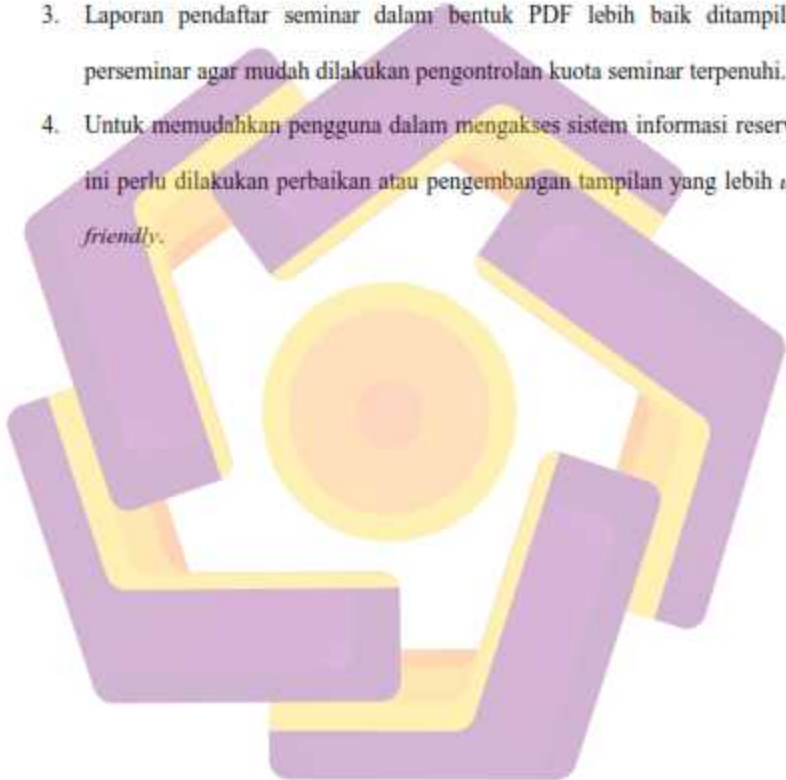 3. Laporan pendaftar seminar dalam bentuk PDF lebih baik ditampil
perseminar agar mudah dilakukan pengontrolan kuota seminar terpenuhi.
4. Untuk memudahkan pengguna dalam mengakses sistem informasi reserv
ini perlu dilakukan perbaikan atau pengembangan tampilan yang lebih
friendly.